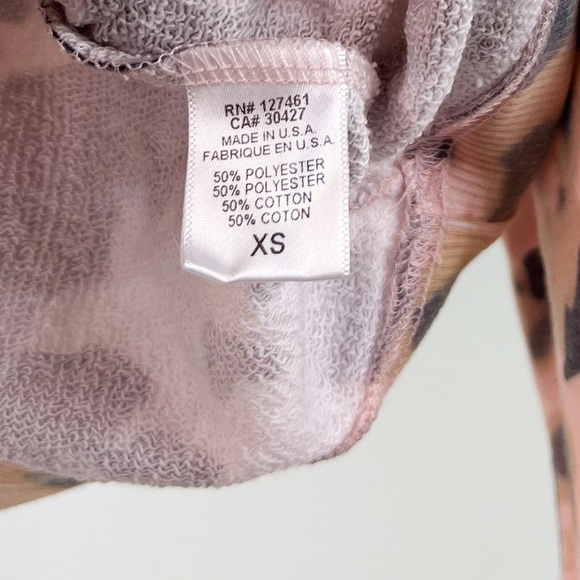 RN# 127461
CA# 30427
MADE IN U.S.A.
FABRIQUE EN U.S.A.
50% POLYESTER
50% POLYESTER
50% COTTON
50% COTON
XS